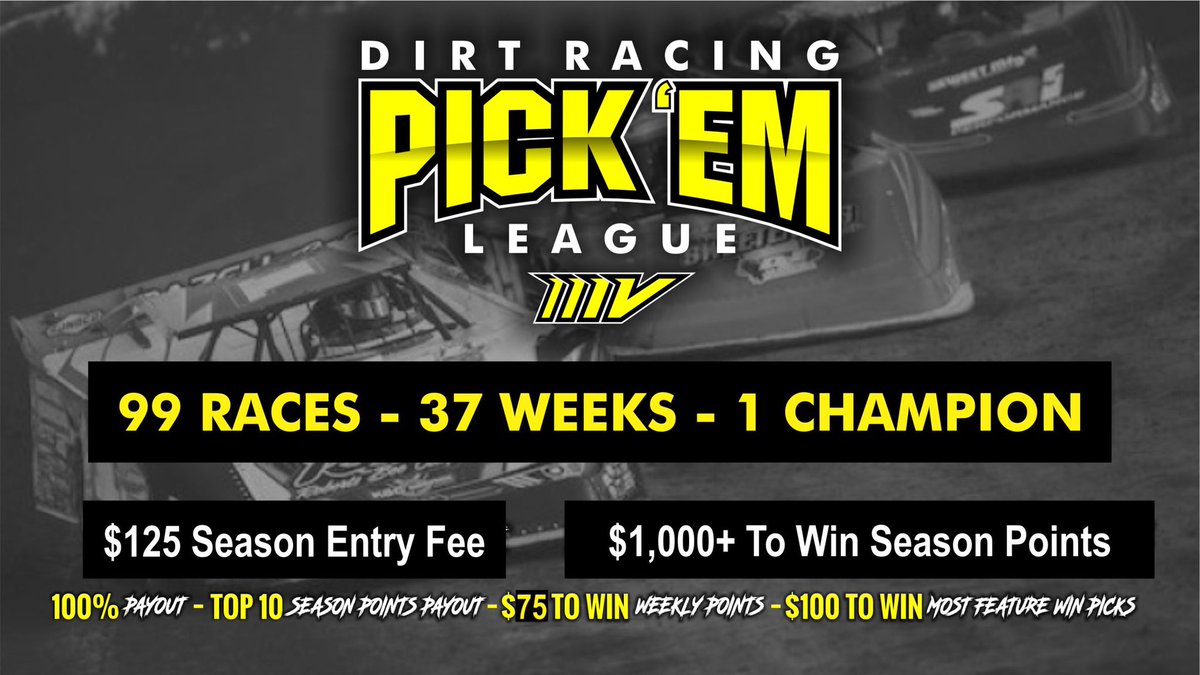 DIRT RACING
PICK 'EM
LEAGUE
99 RACES - 37 WEEKS - 1 CHAMPION
$125 Season Entry Fee
$1,000+ To Win Season Points
100% PAYOUT - TOP 10 SEASON POINTS PAYOUT - $75 TO WIN WEEKLY POINTS - $100 TO WIN MOST FEATURE WIN PICKS